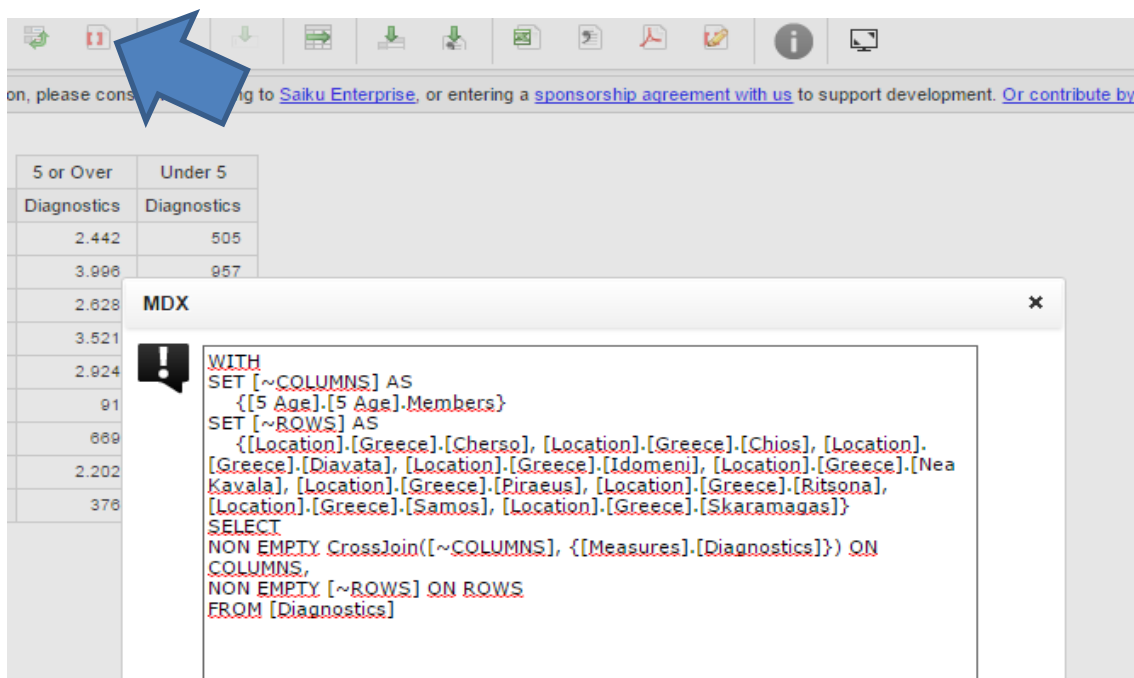 on, please cons ng to Saiku Enterprise, or entering a sponsorship agreement with us to support development. Or contribute by
5 or Over Under 5
Diagnostics Diagnostics
2.442 505
3.996 957
2.628
3.521
2.924
91
669
2.202
376
MDX
WITH
SET [~COLUMNS] AS
{[5 Age].[5 Age].Members}
SET [~ROWS] AS
{[Location].[Greece].[Cherso], [Location].[Greece].[Chios], [Location].
[Greece].[Diavata], [Location].[Greece].[Idomeni], [Location].[Greece].[Nea
Kavala], [Location].[Greece].[Piraeus], [Location].[Greece].[Ritsona],
[Location].[Greece].[Samos], [Location].[Greece].[Skaramagas]}
SELECT
NON EMPTY CrossJoin([~COLUMNS], {[Measures].[Diagnostics]}) ON
COLUMNS,
NON EMPTY [~ROWS] ON ROWS
FROM [Diagnostics]